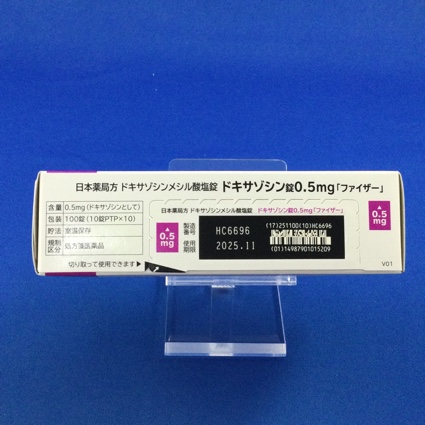 日本薬局方 ドキサゾシンメシル酸塩錠 ドキサゾシン錠0.5mg「ファイザー」
含量 0.5mg(ドキサゾシンとして)
包装 100錠(10錠PTP×10)
貯法 室温保存
規制区分 処方箋医薬品
切り取って使用できます▶
日本薬局方 ドキサゾシンメシル酸塩錠 ドキサゾシン錠0.5mg「ファイザー」
▲
0.5
mg
製造番号 HC6696
使用期限 2025.11
(17)251100(10)HC6696
(01)14987901015209
▲
0.5
mg
V01